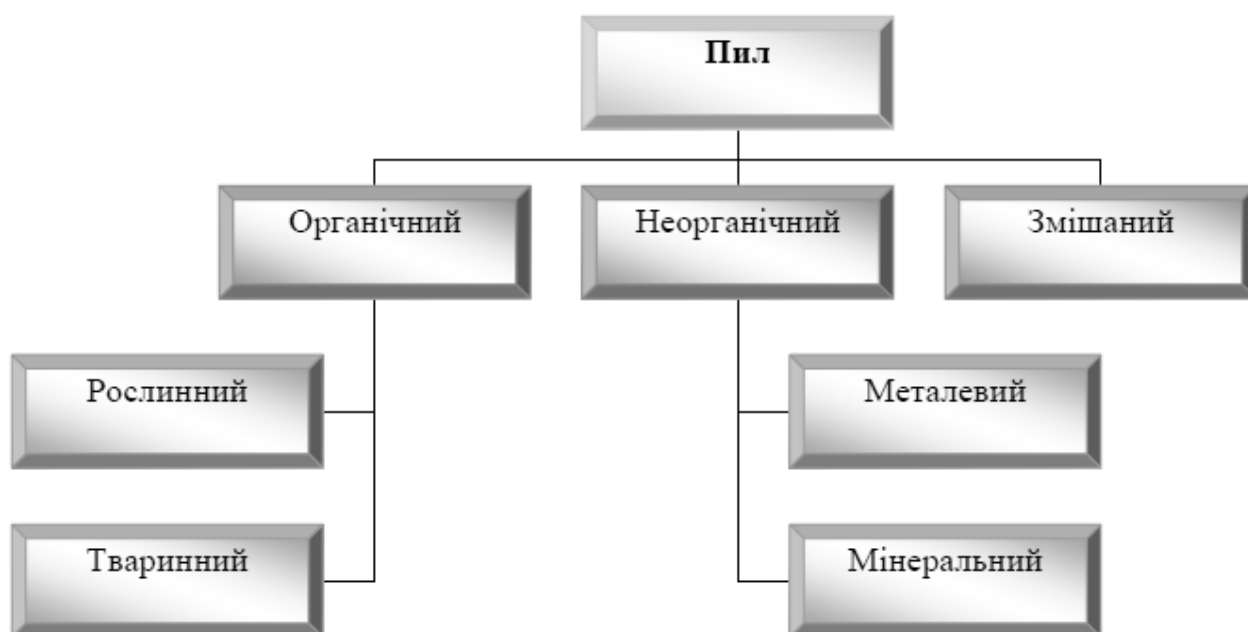 Пил
Органічний
Неорганічний
Змішаний
Рослинний
Металевий
Тваринний
Мінеральний